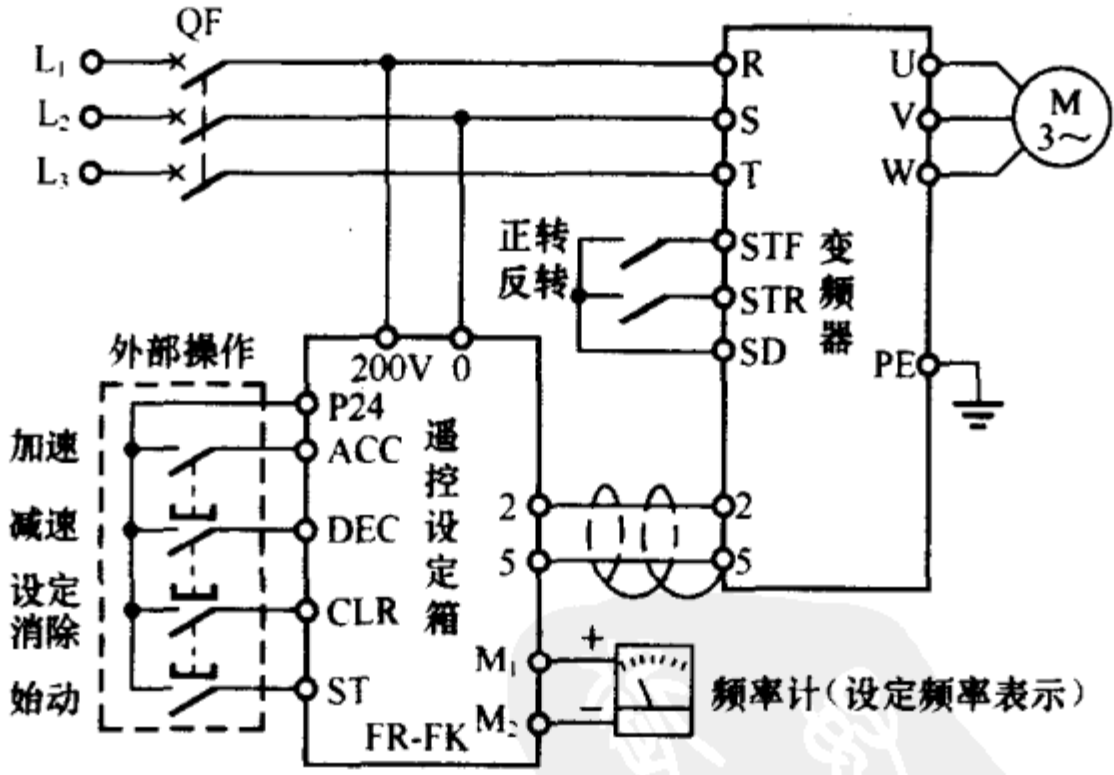 QF
L₁
L₂
L₃
R
S
T
U
V
W
M
3～
正转
反转
STF
STR
SD
变频器
PE
外部操作
200V 0
P24
加速
ACC
减速
DEC
设定
消除
CLR
始动
ST
遥控设定箱
2
5
2
5
M₁
M₂
+
−
FR-FK
频率计（设定频率表示）